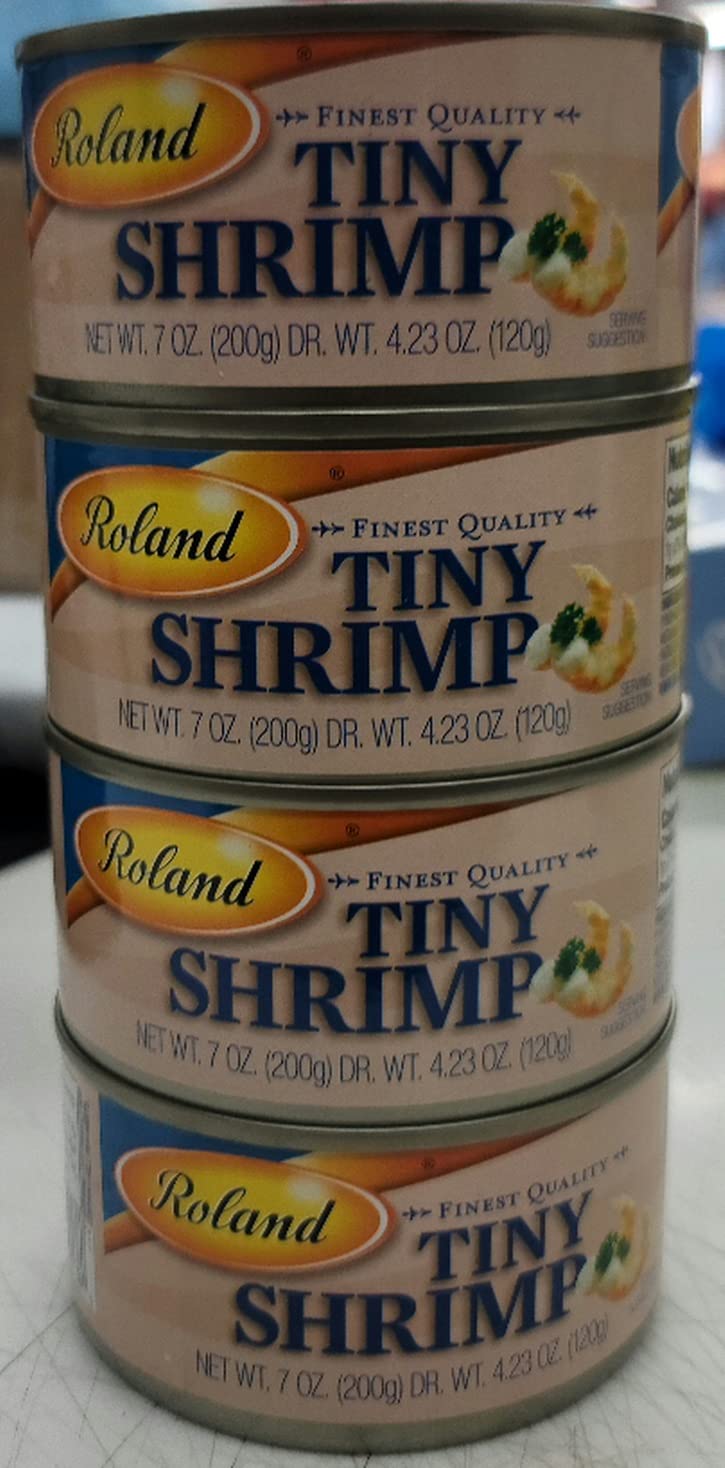 Roland
®
FINEST QUALITY
TINY
SHRIMP
NET WT. 7 OZ. (200g) DR. WT. 4.23 OZ. (120g)
SERVING
SUGGESTION
Roland
®
FINEST QUALITY
TINY
SHRIMP
NET WT. 7 OZ. (200g) DR. WT. 4.23 OZ. (120g)
SERVING
SUGGESTION
Roland
®
FINEST QUALITY
TINY
SHRIMP
NET WT. 7 OZ. (200g) DR. WT. 4.23 OZ. (120g)
SERVING
SUGGESTION
Roland
®
FINEST QUALITY
TINY
SHRIMP
NET WT. 7 OZ. (200g) DR. WT. 4.23 OZ. (120g)